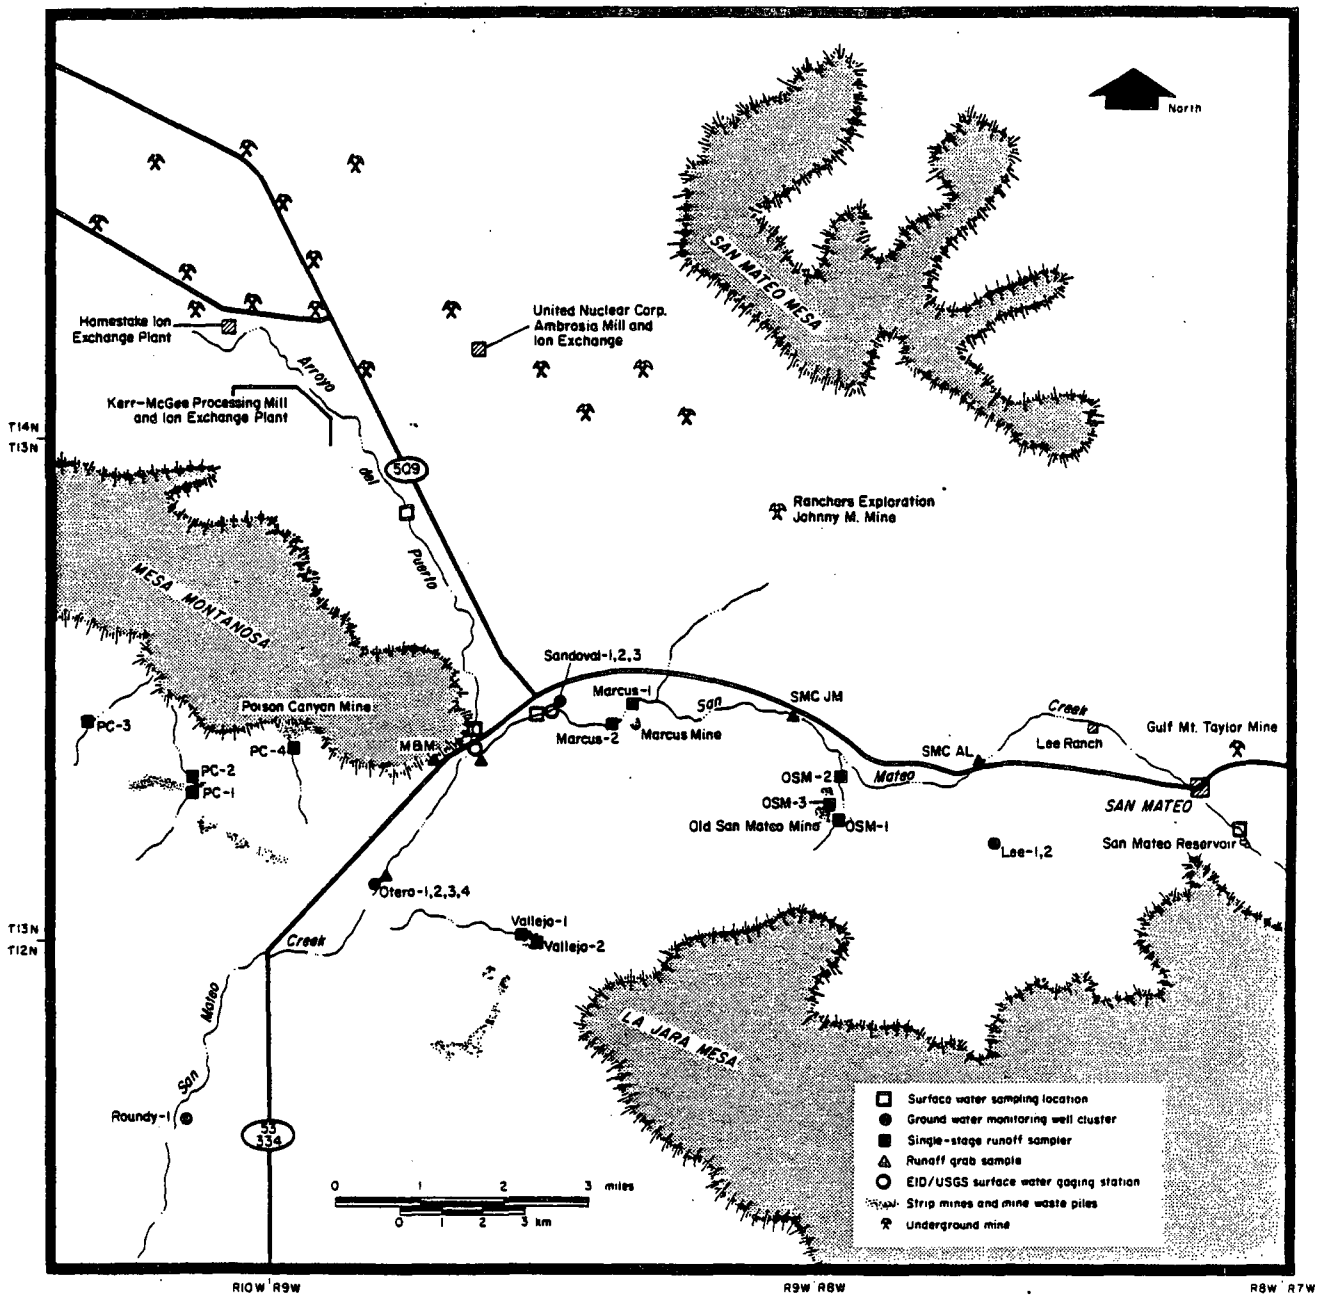 North
SAN MATEO MESA
United Nuclear Corp.
Ambrosia Mill and
Ion Exchange
Homestake Ion
Exchange Plant
Arroyo
Kerr-McGee Processing Mill
and Ion Exchange Plant
T14N
T13N
del
509
Ranchers Exploration
Johnny M. Mine
Puerto
MESA MONTANOSA
Sandoval-1,2,3
Marcus-1
San
SMC JM
Creek
Poison Canyon Mine
PC-3
PC-4
M&M
Marcus-2
Marcus Mine
SMC AL
Lee Ranch
Gulf Mt. Taylor Mine
PC-2
PC-1
OSM-2
Mateo
OSM-3
SAN MATEO
Old San Mateo Mine
OSM-1
San Mateo Reservoir
Lee-1,2
Otero-1,2,3,4
Vallejo-1
Vallejo-2
T13N
T12N
Creek
Mateo
San
LA JARA MESA
Roundy-1
53
334
Surface water sampling location
Ground water monitoring well cluster
Single-stage runoff sampler
Runoff grab sample
EID/USGS surface water gaging station
Strip mines and mine waste piles
Underground mine
0 1 2 3 miles
0 1 2 3 km
R10W R9W
R9W R8W
R8W R7W